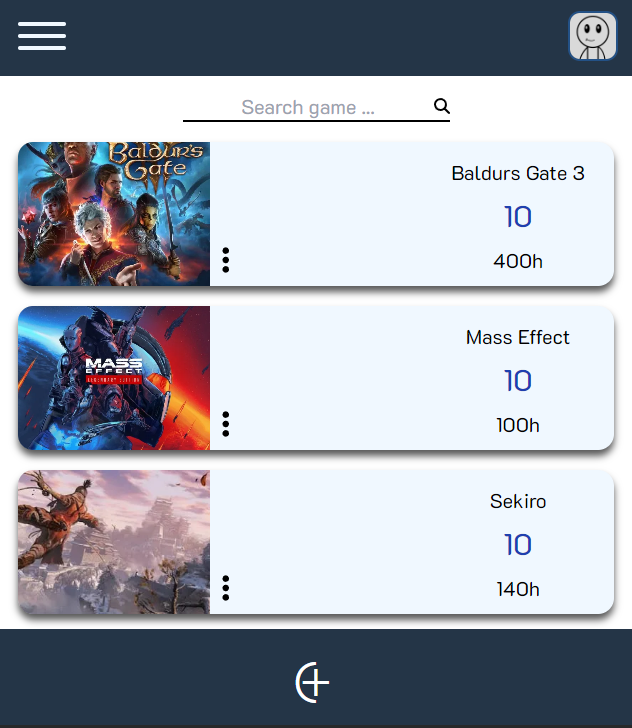 Search game ...
Baldur's
Gate
III
Baldurs Gate 3
10
400h
MASS
EFFECT
LEGENDARY EDITION
Mass Effect
10
100h
Sekiro
10
140h